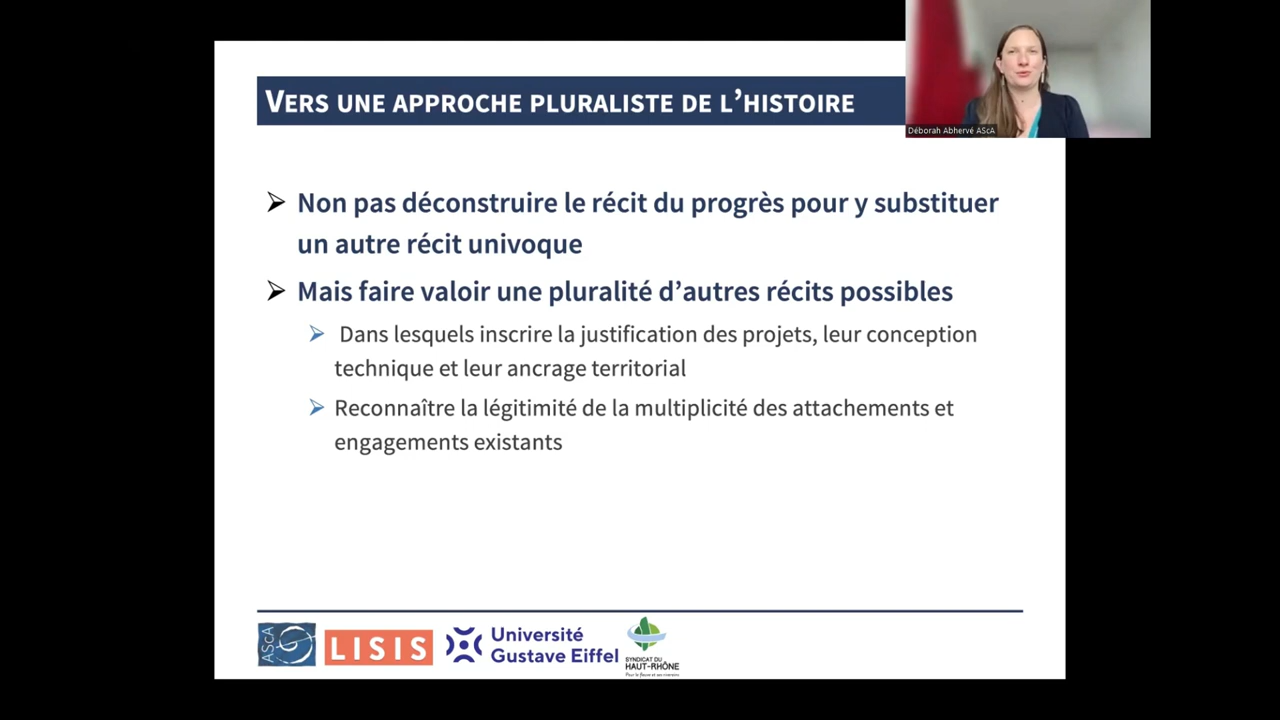 VERS UNE APPROCHE PLURALISTE DE L’HISTOIRE
Déborah Abhervé AScA
Non pas déconstruire le récit du progrès pour y substituer
un autre récit univoque
Mais faire valoir une pluralité d’autres récits possibles
Dans lesquels inscrire la justification des projets, leur conception
technique et leur ancrage territorial
Reconnaître la légitimité de la multiplicité des attachements et
engagements existants
AScA
LISIS
Université
Gustave Eiffel
SYNDICAT DU
HAUT-RHÔNE
Pour le fleuve et ses riverains